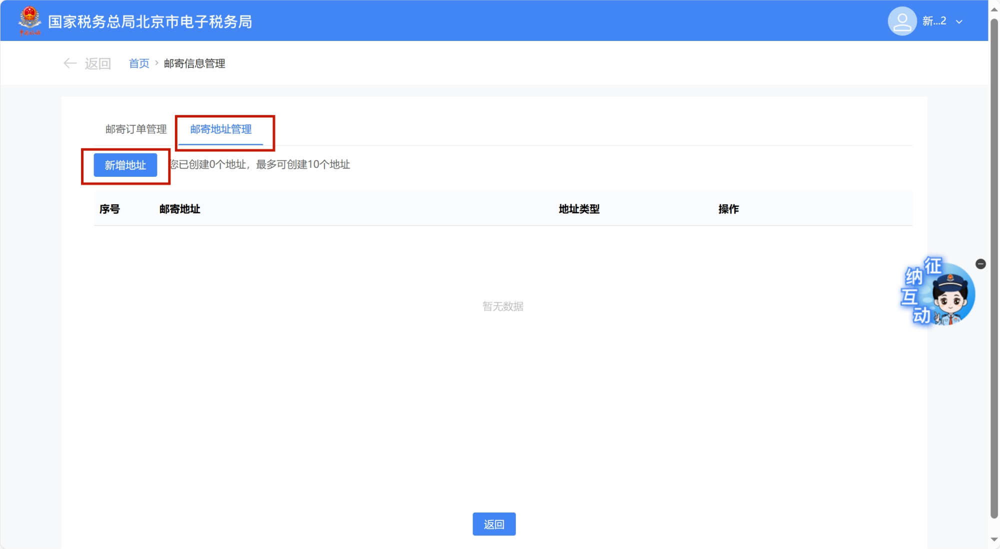 国家税务总局北京市电子税务局
新...2
返回 首页 > 邮寄信息管理
邮寄订单管理 邮寄地址管理
新增地址 您已创建0个地址，最多可创建10个地址
序号 邮寄地址 地址类型 操作
征纳互动
暂无数据
返回